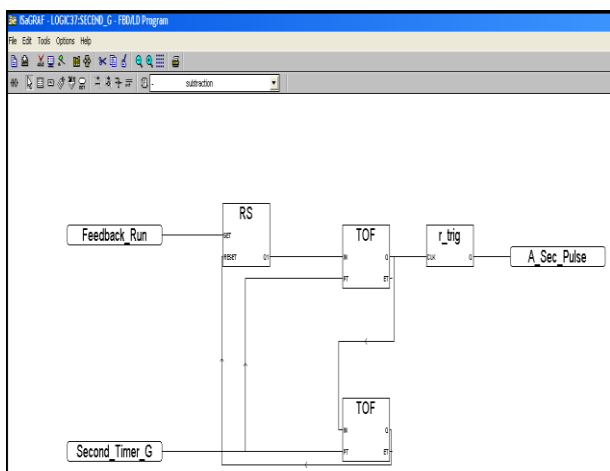 ISaGRAF - LOGIC37:SECEND_G - FBD/LD Program
File Edit Tools Options Help
- subtraction
RS
Feedback_Run
SET
RESET Q1
TOF
IN Q
PT ET
r_trig
CLK Q
A_Sec_Pulse
TOF
IN Q
Second_Timer_G
PT ET